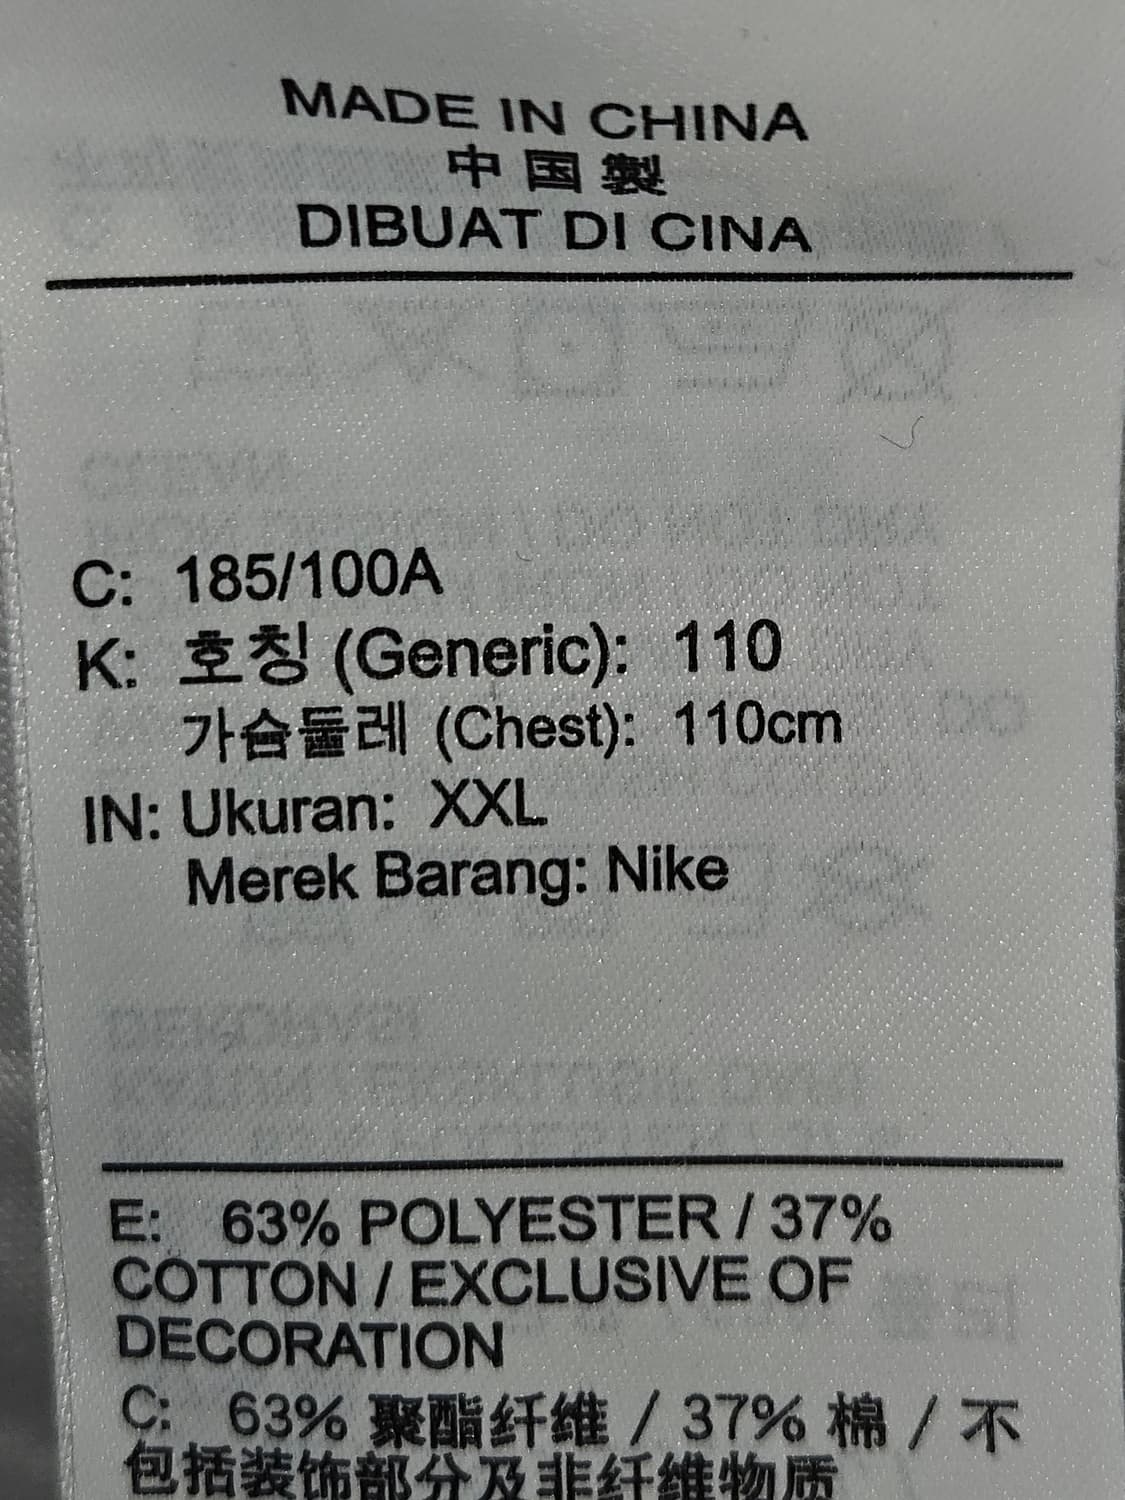 MADE IN CHINA
中国製
DIBUAT DI CINA
C: 185/100A
K: 호칭 (Generic): 110
가슴둘레 (Chest): 110cm
IN: Ukuran: XXL
Merek Barang: Nike
E: 63% POLYESTER / 37%
COTTON / EXCLUSIVE OF
DECORATION
C: 63% 聚酯纤维 / 37% 棉 / 不
包括装饰部分及非纤维物质